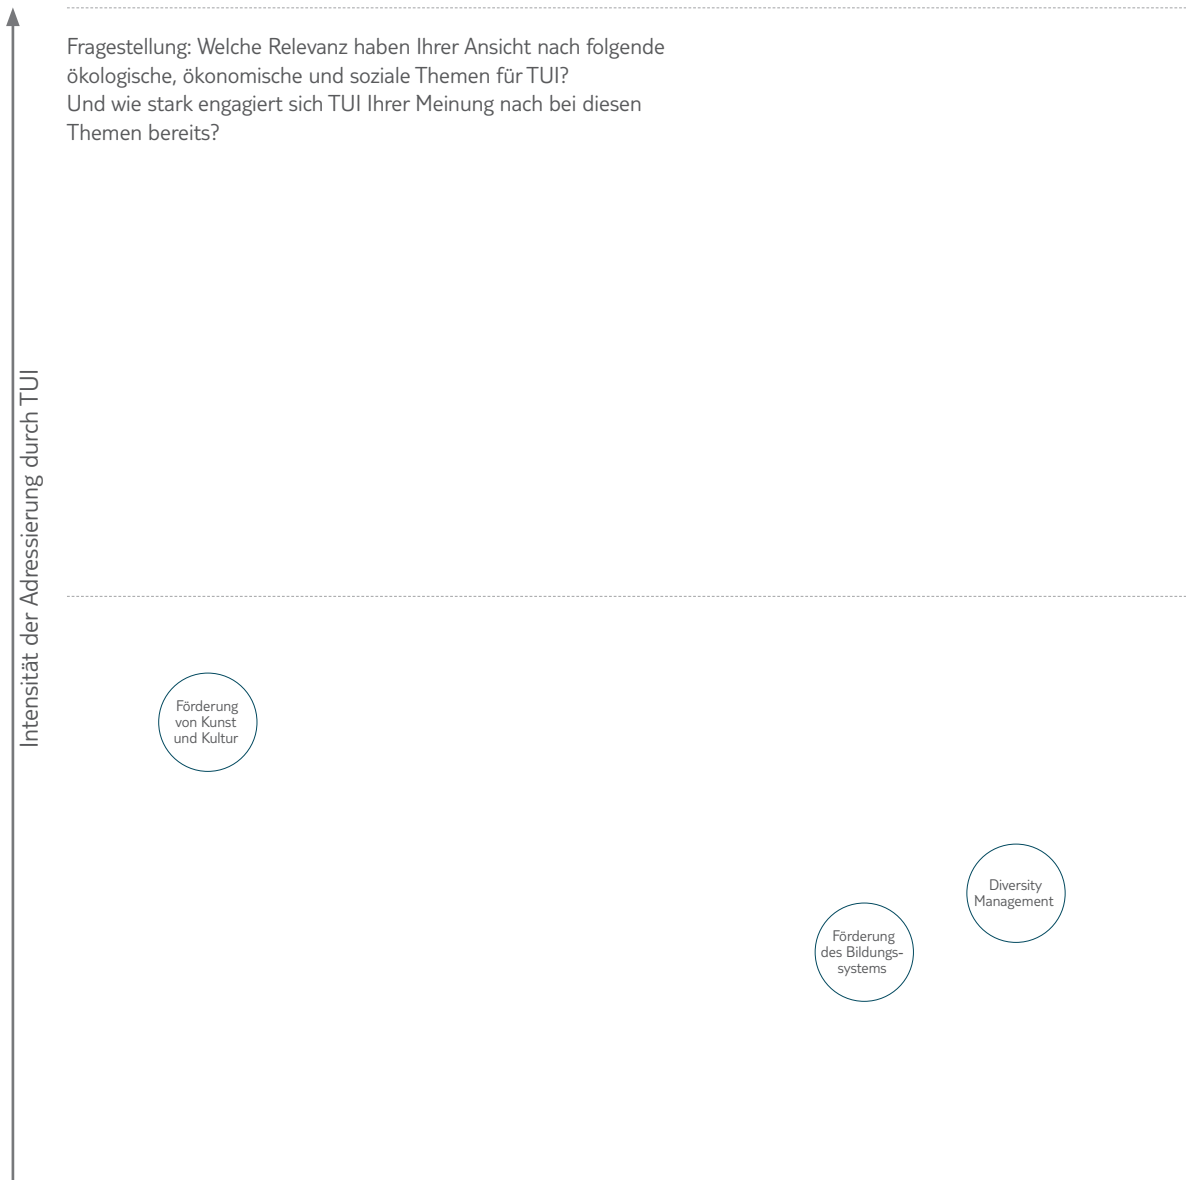 Fragestellung: Welche Relevanz haben Ihrer Ansicht nach folgende
ökologische, ökonomische und soziale Themen für TUI?
Und wie stark engagiert sich TUI Ihrer Meinung nach bei diesen
Themen bereits?
Intensität der Adressierung durch TUI
Förderung
von Kunst
und Kultur
Diversity
Management
Förderung
des Bildungs-
systems